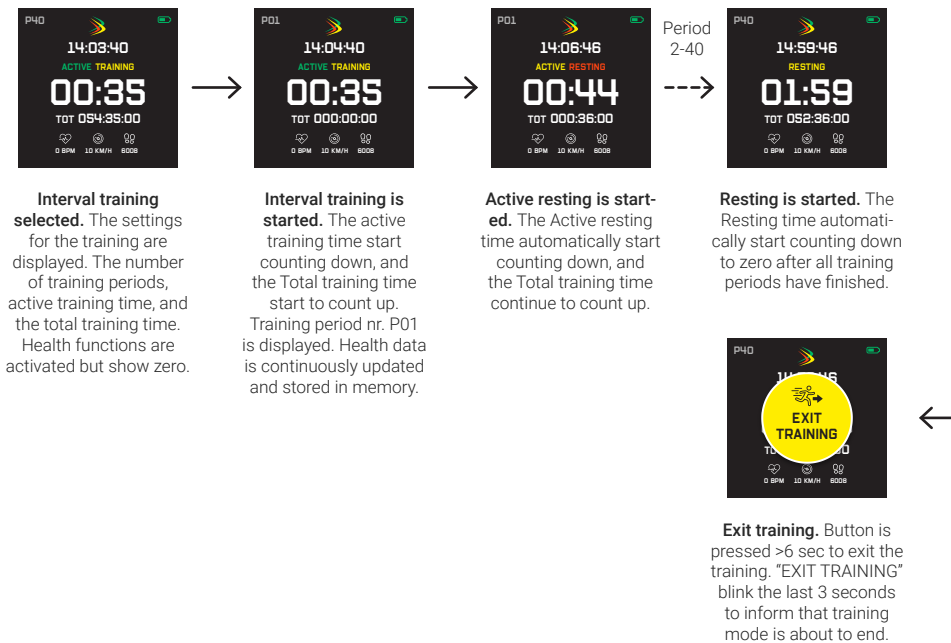 P40
14:03:40
ACTIVE TRAINING
00:35
TOT 054:35:00
0 BPM 10 KM/H 6008
P01
14:04:40
ACTIVE TRAINING
00:35
TOT 000:00:00
0 BPM 10 KM/H 6008
P01
14:06:46
ACTIVE RESTING
00:44
TOT 000:36:00
0 BPM 10 KM/H 6008
Period
2-40
P40
14:59:46
RESTING
01:59
TOT 052:36:00
0 BPM 10 KM/H 6008
Interval training
selected. The settings
for the training are
displayed. The number
of training periods,
active training time, and
the total training time.
Health functions are
activated but show zero.
Interval training is
started. The active
training time start
counting down, and
the Total training time
start to count up.
Training period nr. P01
is displayed. Health data
is continuously updated
and stored in memory.
Active resting is start-
ed. The Active resting
time automatically start
counting down, and
the Total training time
continue to count up.
Resting is started. The
Resting time automati-
cally start counting down
to zero after all training
periods have finished.
P40
EXIT
TRAINING
0 BPM 10 KM/H 6008
Exit training. Button is
pressed >6 sec to exit the
training. "EXIT TRAINING"
blink the last 3 seconds
to inform that training
mode is about to end.